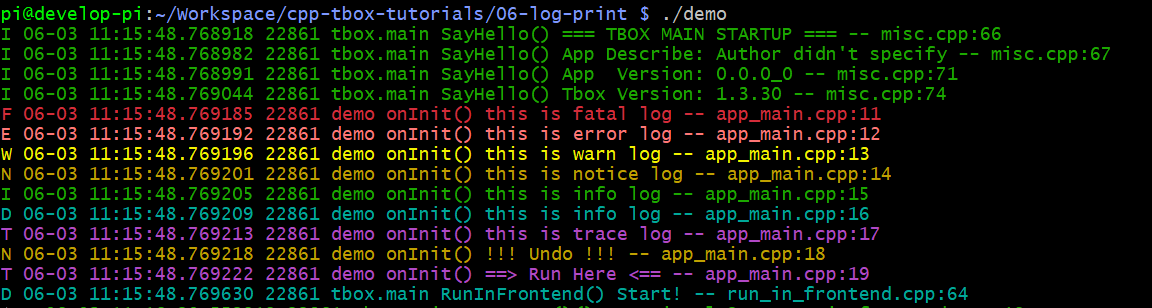 pi@develop-pi:~/Workspace/cpp-tbox-tutorials/06-log-print $ ./demo
I 06-03 11:15:48.768918 22861 tbox.main SayHello() === TBOX MAIN STARTUP === -- misc.cpp:66
I 06-03 11:15:48.768982 22861 tbox.main SayHello() App Describe: Author didn't specify -- misc.cpp:67
I 06-03 11:15:48.768991 22861 tbox.main SayHello() App  Version: 0.0.0_0 -- misc.cpp:71
I 06-03 11:15:48.769044 22861 tbox.main SayHello() Tbox Version: 1.3.30 -- misc.cpp:74
F 06-03 11:15:48.769185 22861 demo onInit() this is fatal log -- app_main.cpp:11
E 06-03 11:15:48.769192 22861 demo onInit() this is error log -- app_main.cpp:12
W 06-03 11:15:48.769196 22861 demo onInit() this is warn log -- app_main.cpp:13
N 06-03 11:15:48.769201 22861 demo onInit() this is notice log -- app_main.cpp:14
I 06-03 11:15:48.769205 22861 demo onInit() this is info log -- app_main.cpp:15
D 06-03 11:15:48.769209 22861 demo onInit() this is info log -- app_main.cpp:16
T 06-03 11:15:48.769213 22861 demo onInit() this is trace log -- app_main.cpp:17
N 06-03 11:15:48.769218 22861 demo onInit() !!! Undo !!! -- app_main.cpp:18
T 06-03 11:15:48.769222 22861 demo onInit() ==> Run Here <== -- app_main.cpp:19
D 06-03 11:15:48.769630 22861 tbox.main RunInFrontend() Start! -- run_in_frontend.cpp:64